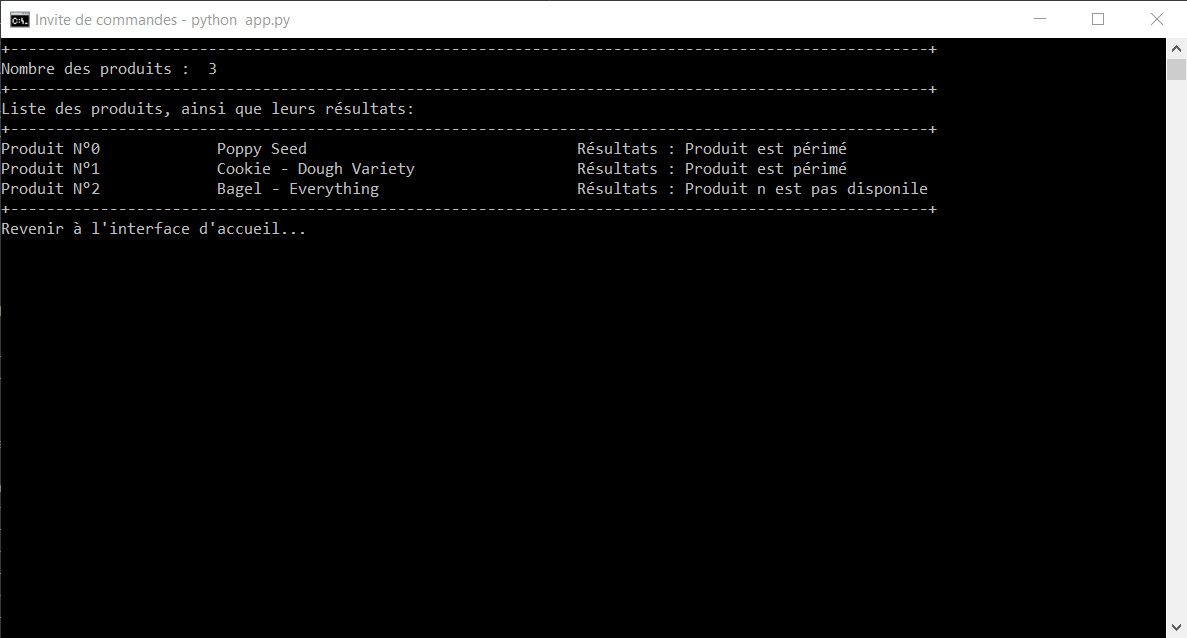 Invite de commandes - python  app.py
+------------------------------------------------------------------------------------------------------+
Nombre des produits :  3
+------------------------------------------------------------------------------------------------------+
Liste des produits, ainsi que leurs résultats:
+------------------------------------------------------------------------------------------------------+
Produit N°0             Poppy Seed                              Résultats : Produit est périmé
Produit N°1             Cookie - Dough Variety                  Résultats : Produit est périmé
Produit N°2             Bagel - Everything                      Résultats : Produit n est pas disponile
+------------------------------------------------------------------------------------------------------+
Revenir à l'interface d'accueil...